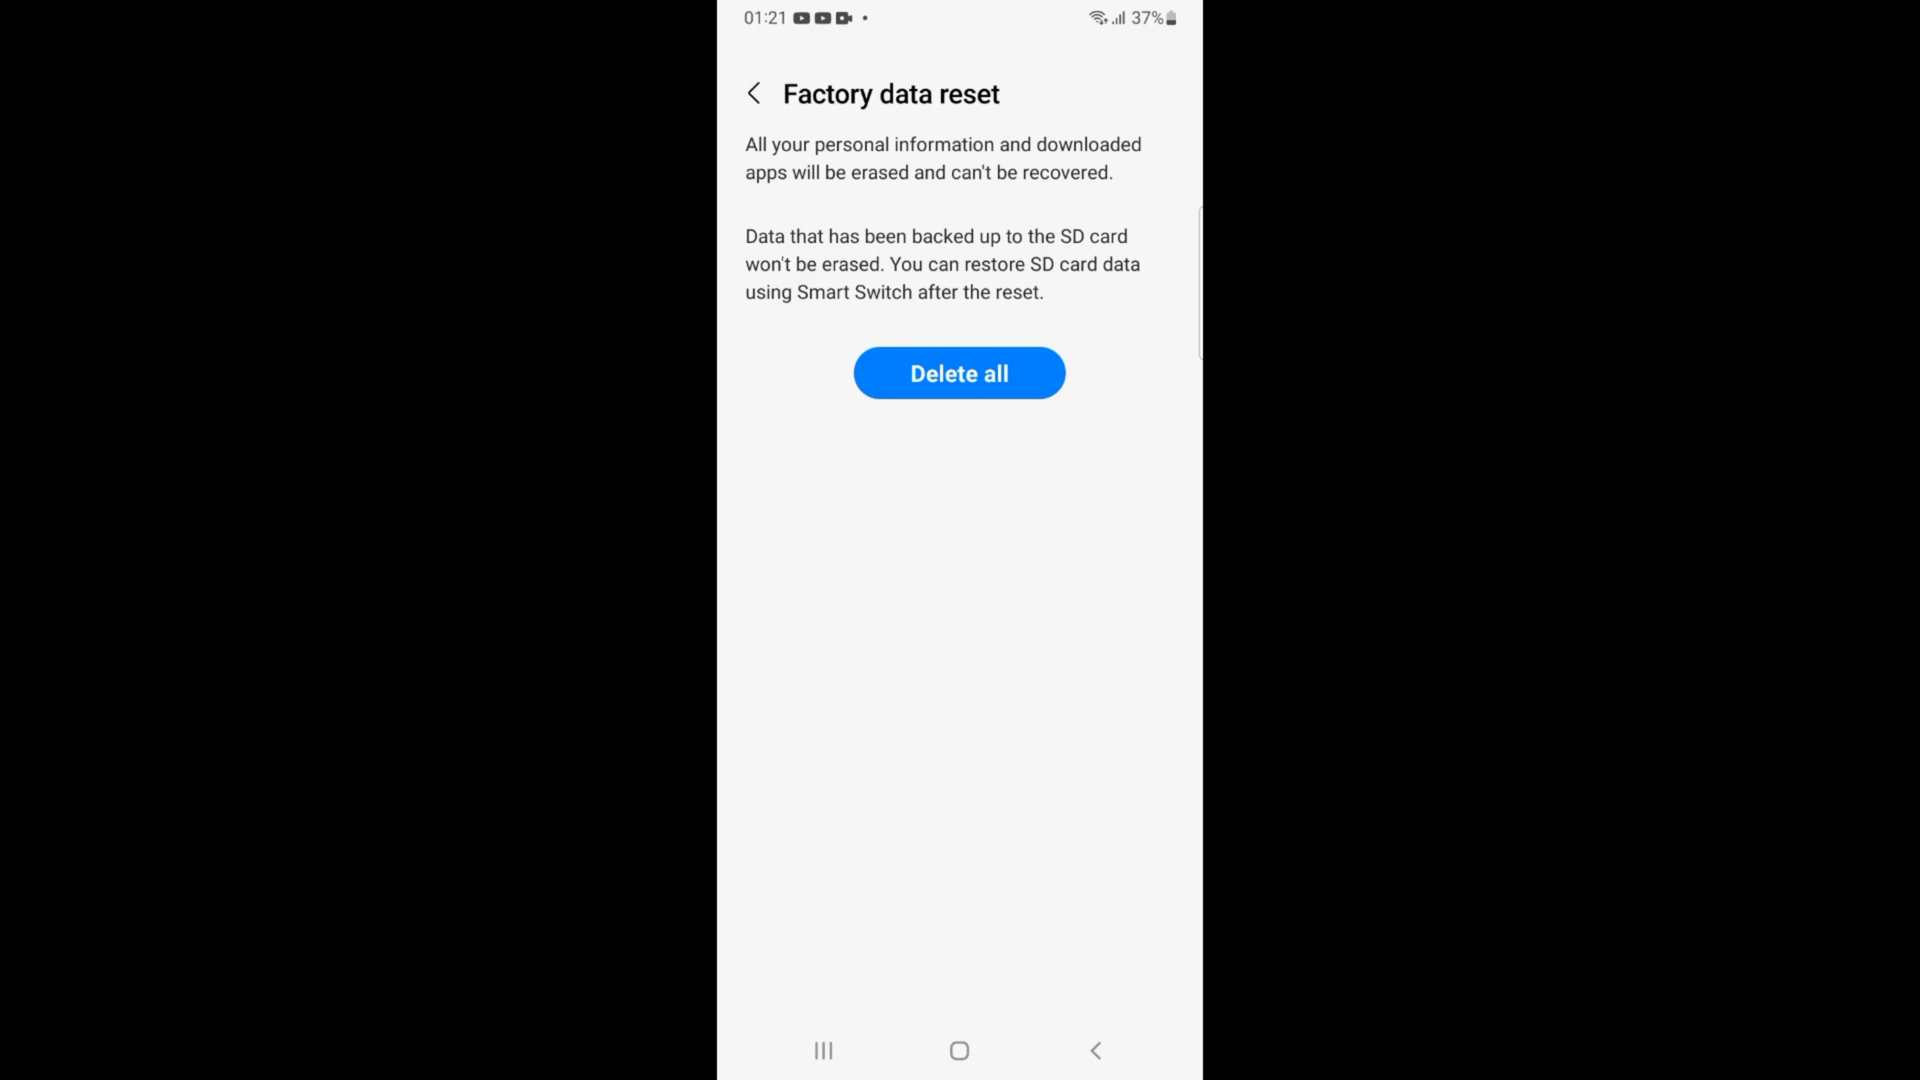 01:21 37%
Factory data reset
All your personal information and downloaded
apps will be erased and can't be recovered.
Data that has been backed up to the SD card
won't be erased. You can restore SD card data
using Smart Switch after the reset.
Delete all